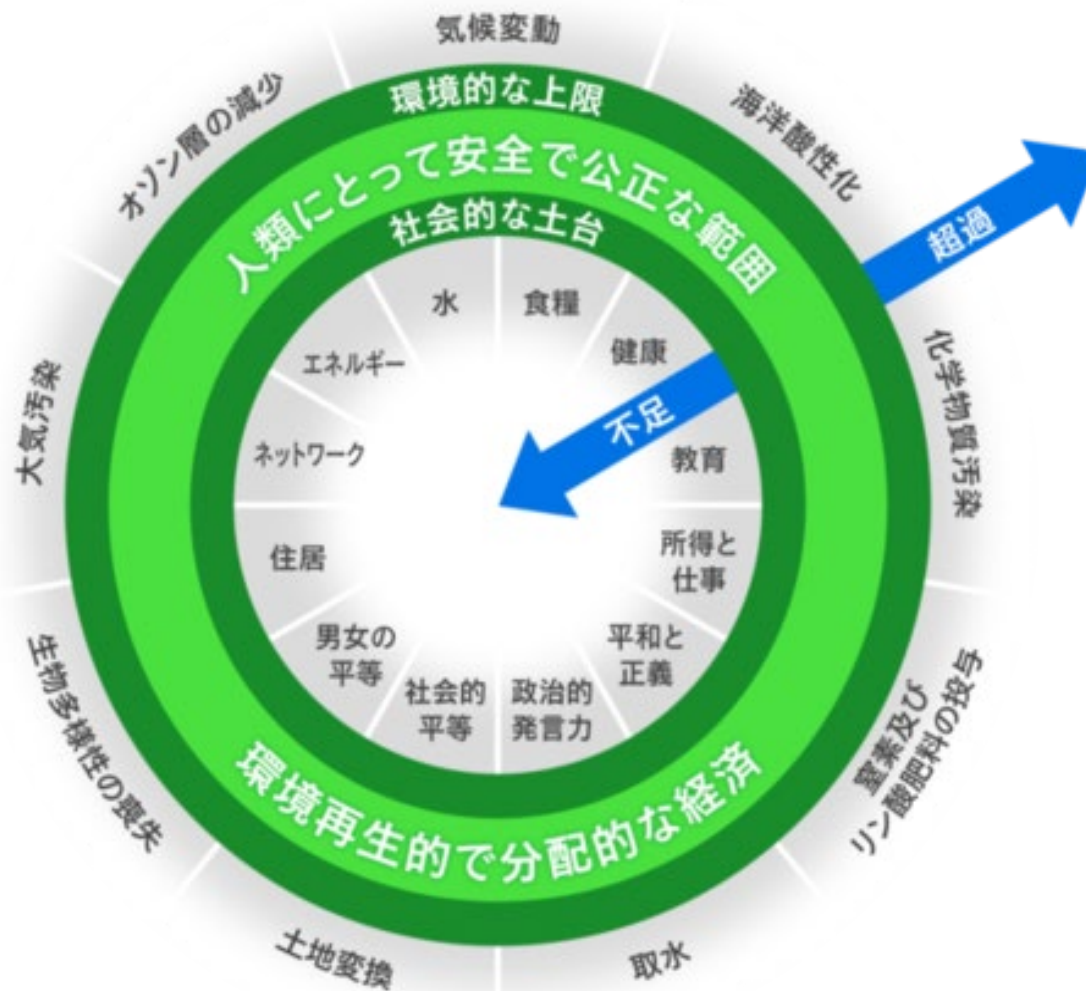 気候変動
海洋酸性化
化学物質汚染
窒素及び
リン酸肥料の投与
取水
土地変換
生物多様性の喪失
大気汚染
オゾン層の減少
環境的な上限
人類にとって安全で公正な範囲
社会的な土台
超過
不足
水
食糧
健康
教育
所得と
仕事
平和と
正義
政治的
発言力
社会的
平等
男女の
平等
住居
ネットワーク
エネルギー
環境再生的で分配的な経済